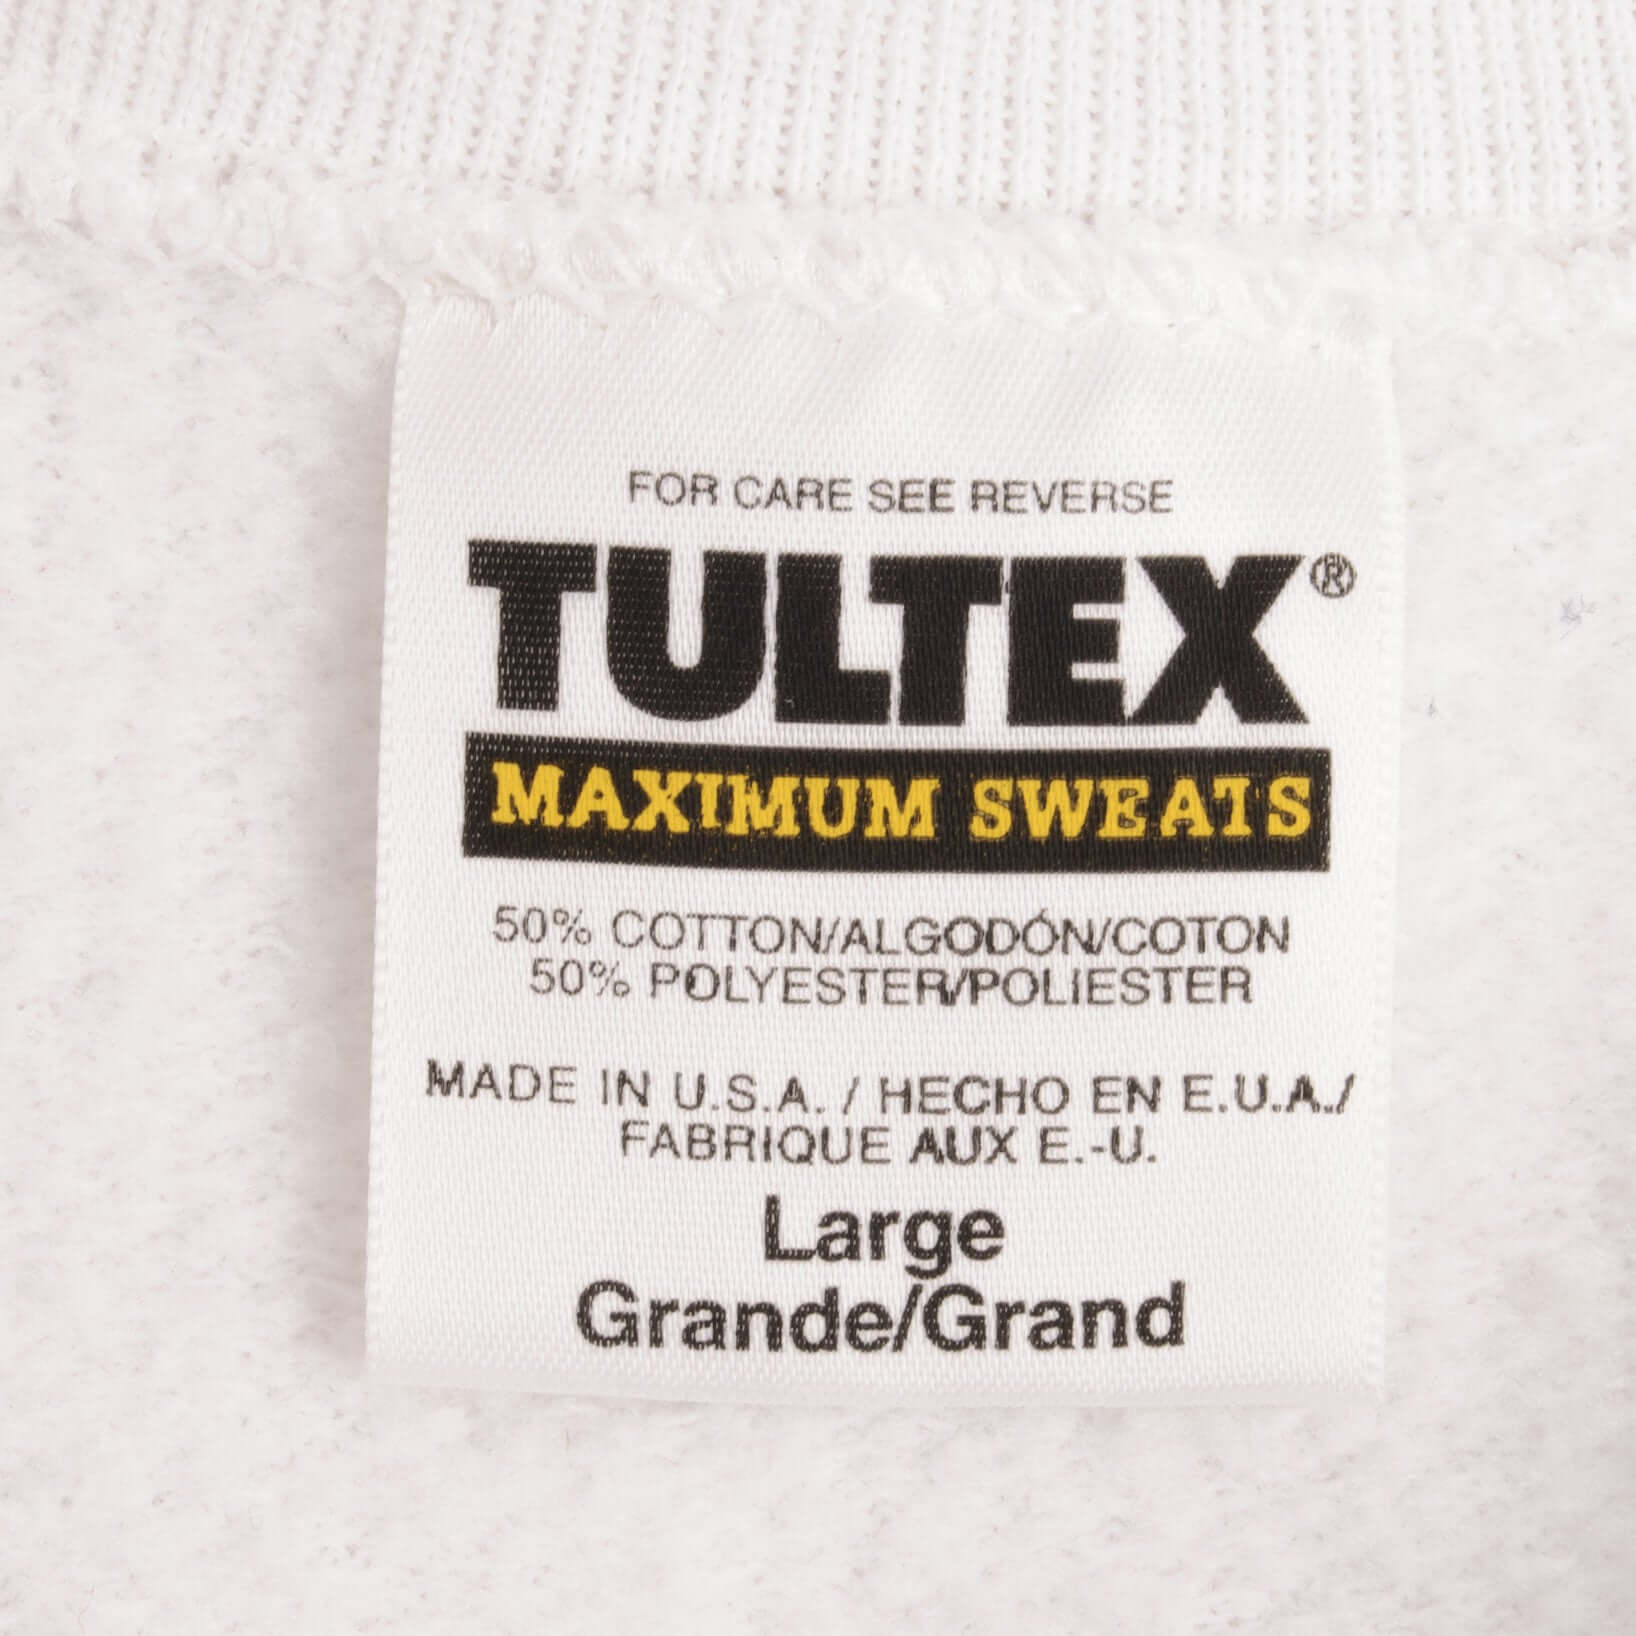 FOR CARE SEE REVERSE
TULTEX®
MAXIMUM SWEATS
50% COTTON/ALGODÓN/COTON
50% POLYESTER/POLIESTER
MADE IN U.S.A. / HECHO EN E.U.A./
FABRIQUE AUX E.-U.
Large
Grande/Grand